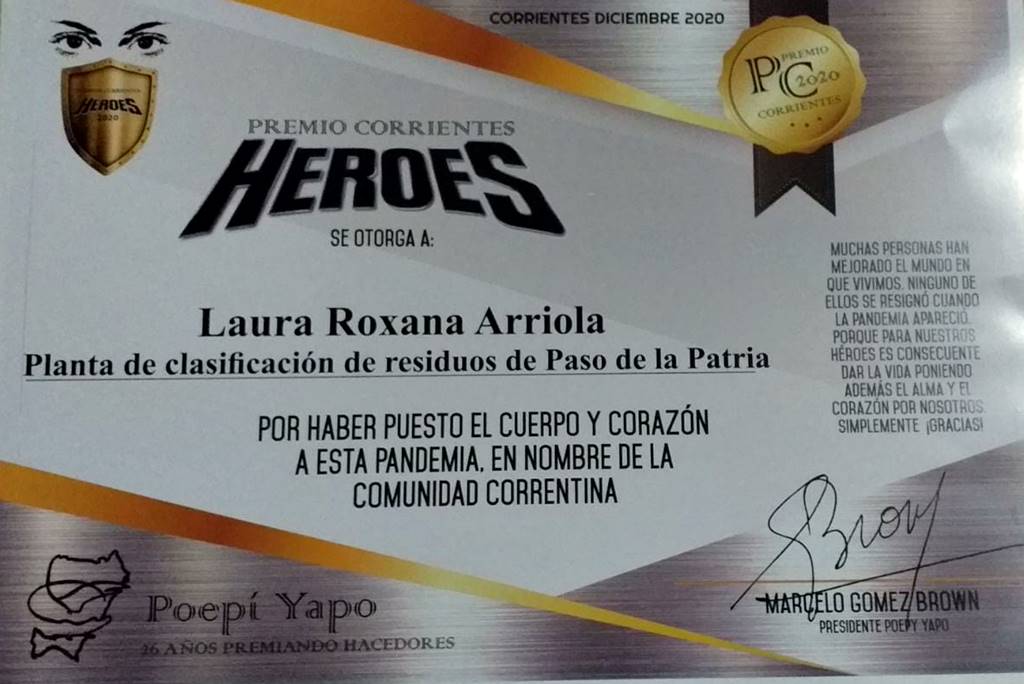 CORRIENTES DICIEMBRE 2020
PREMIO
PC
2020
CORRIENTES
HEROES
2020
PREMIO CORRIENTES
HEROES
SE OTORGA A:
Laura Roxana Arriola
Planta de clasificación de residuos de Paso de la Patria
POR HABER PUESTO EL CUERPO Y CORAZÓN
A ESTA PANDEMIA, EN NOMBRE DE LA
COMUNIDAD CORRENTINA
MUCHAS PERSONAS HAN
MEJORADO EL MUNDO EN
QUE VIVIMOS. NINGUNO DE
ELLOS SE RESIGNÓ CUANDO
LA PANDEMIA APARECIÓ.
PORQUE PARA NUESTROS
HÉROES ES CONSECUENTE
DAR LA VIDA PONIENDO
ADEMÁS EL ALMA Y EL
CORAZÓN POR NOSOTROS.
SIMPLEMENTE ¡GRACIAS!
Brown
MARCELO GOMEZ BROWN
PRESIDENTE POEPY YAPO
Poepí Yapo
26 AÑOS PREMIANDO HACEDORES